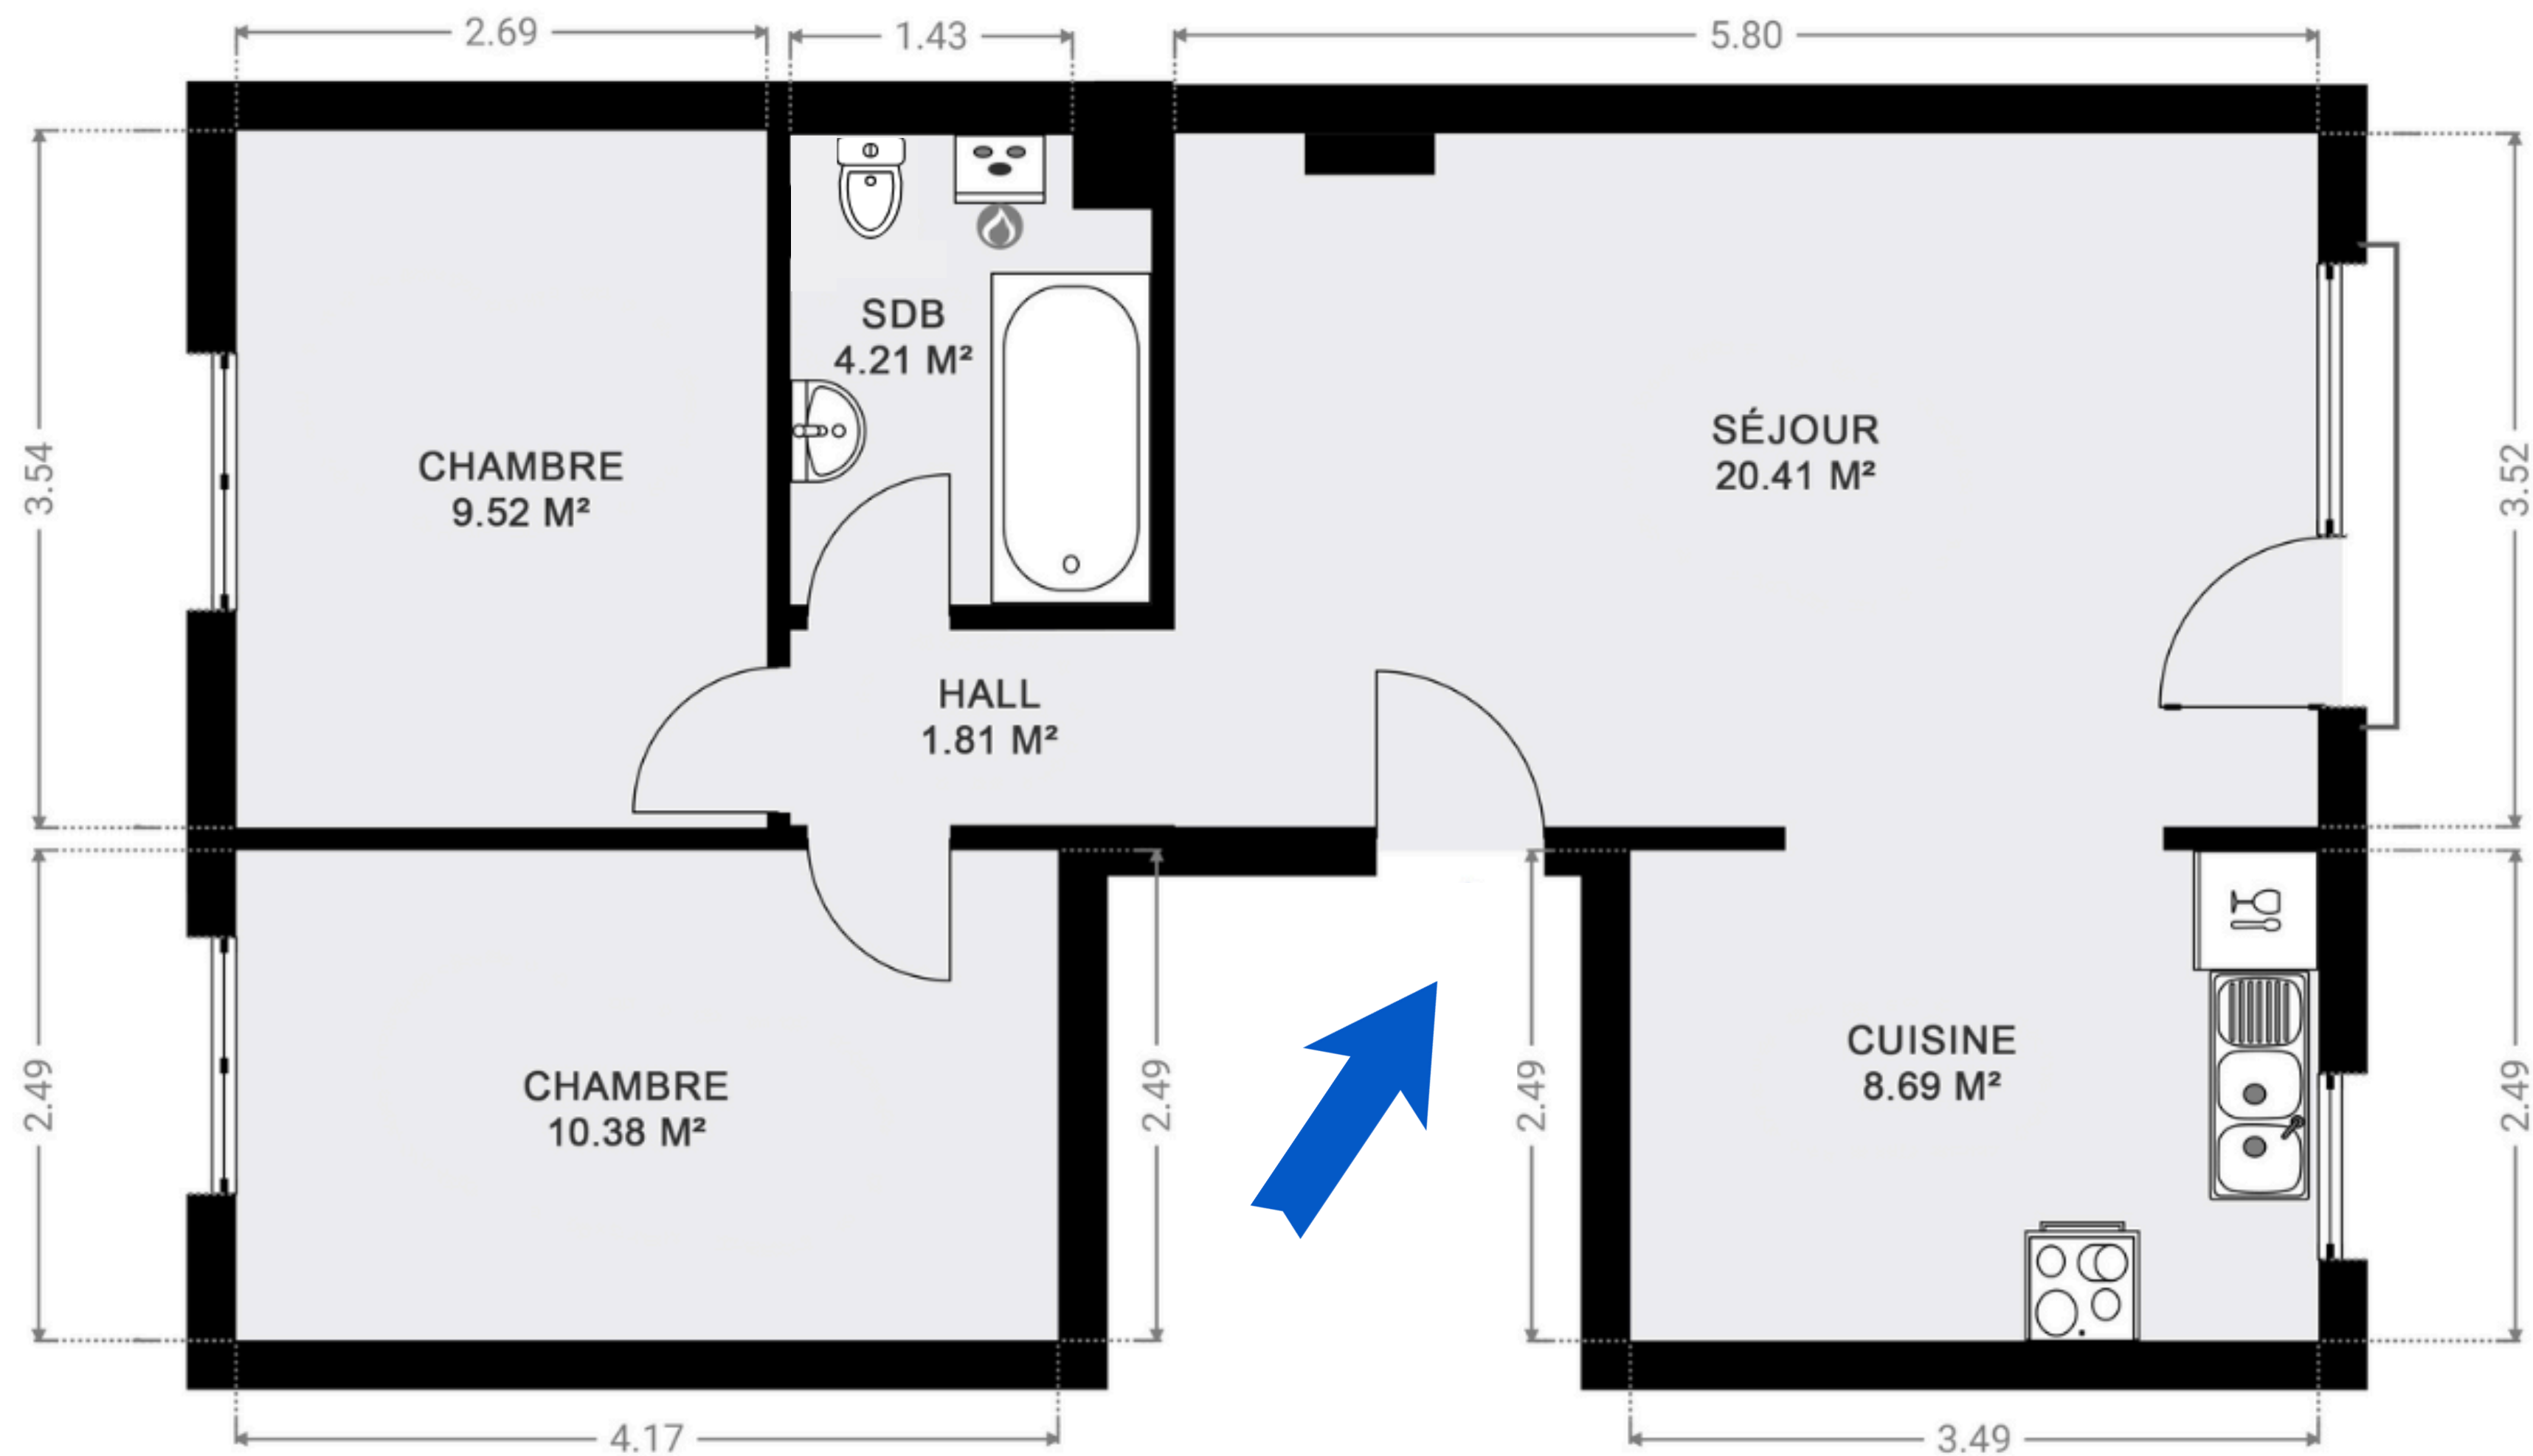 2.69
1.43
5.80
SDB
4.21 M²
SÉJOUR
20.41 M²
CHAMBRE
9.52 M²
3.54
3.52
HALL
1.81 M²
CUISINE
8.69 M²
CHAMBRE
10.38 M²
2.49
2.49
2.49
2.49
4.17
3.49